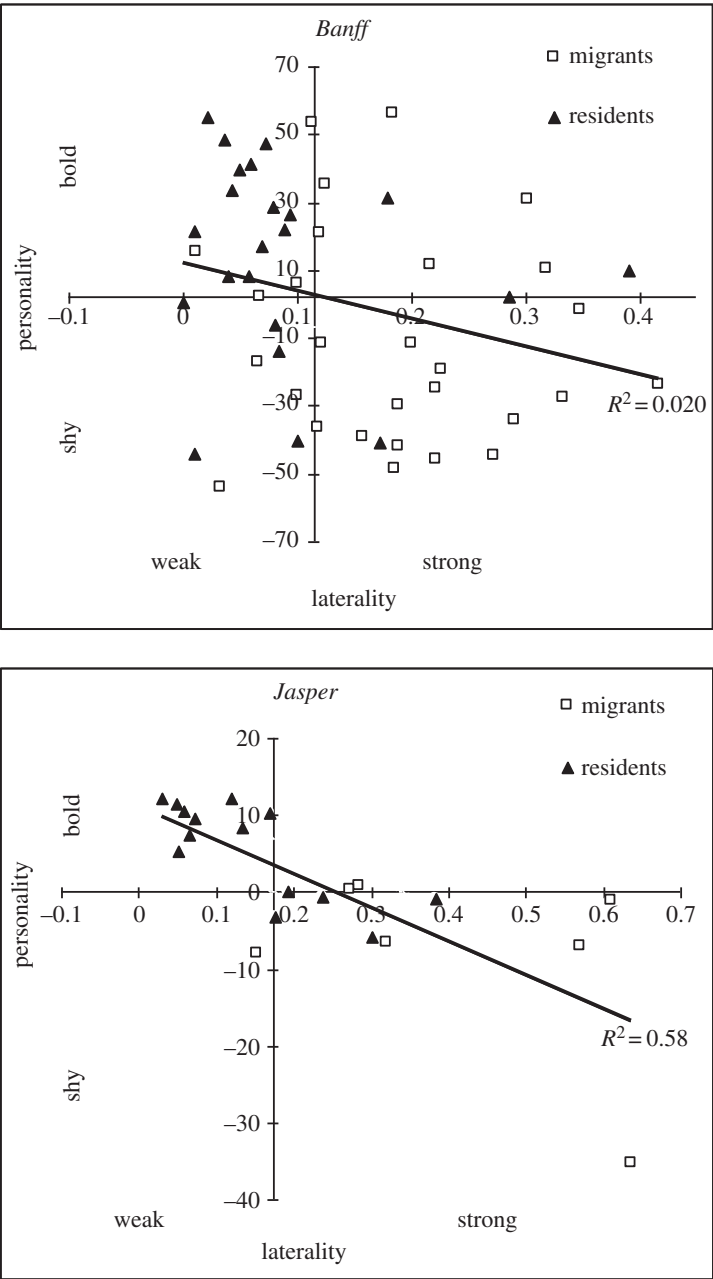 Banff
70
migrants
50
residents
bold
30
10
personality
–0.1
0
0.1
0.2
0.3
0.4
–10
–30
R² = 0.020
shy
–50
–70
weak
strong
laterality
Jasper
migrants
20
residents
bold
10
personality
0
–0.1
0
0.1
0.2
0.3
0.4
0.5
0.6
0.7
–10
R² = 0.58
–20
shy
–30
–40
weak
strong
laterality